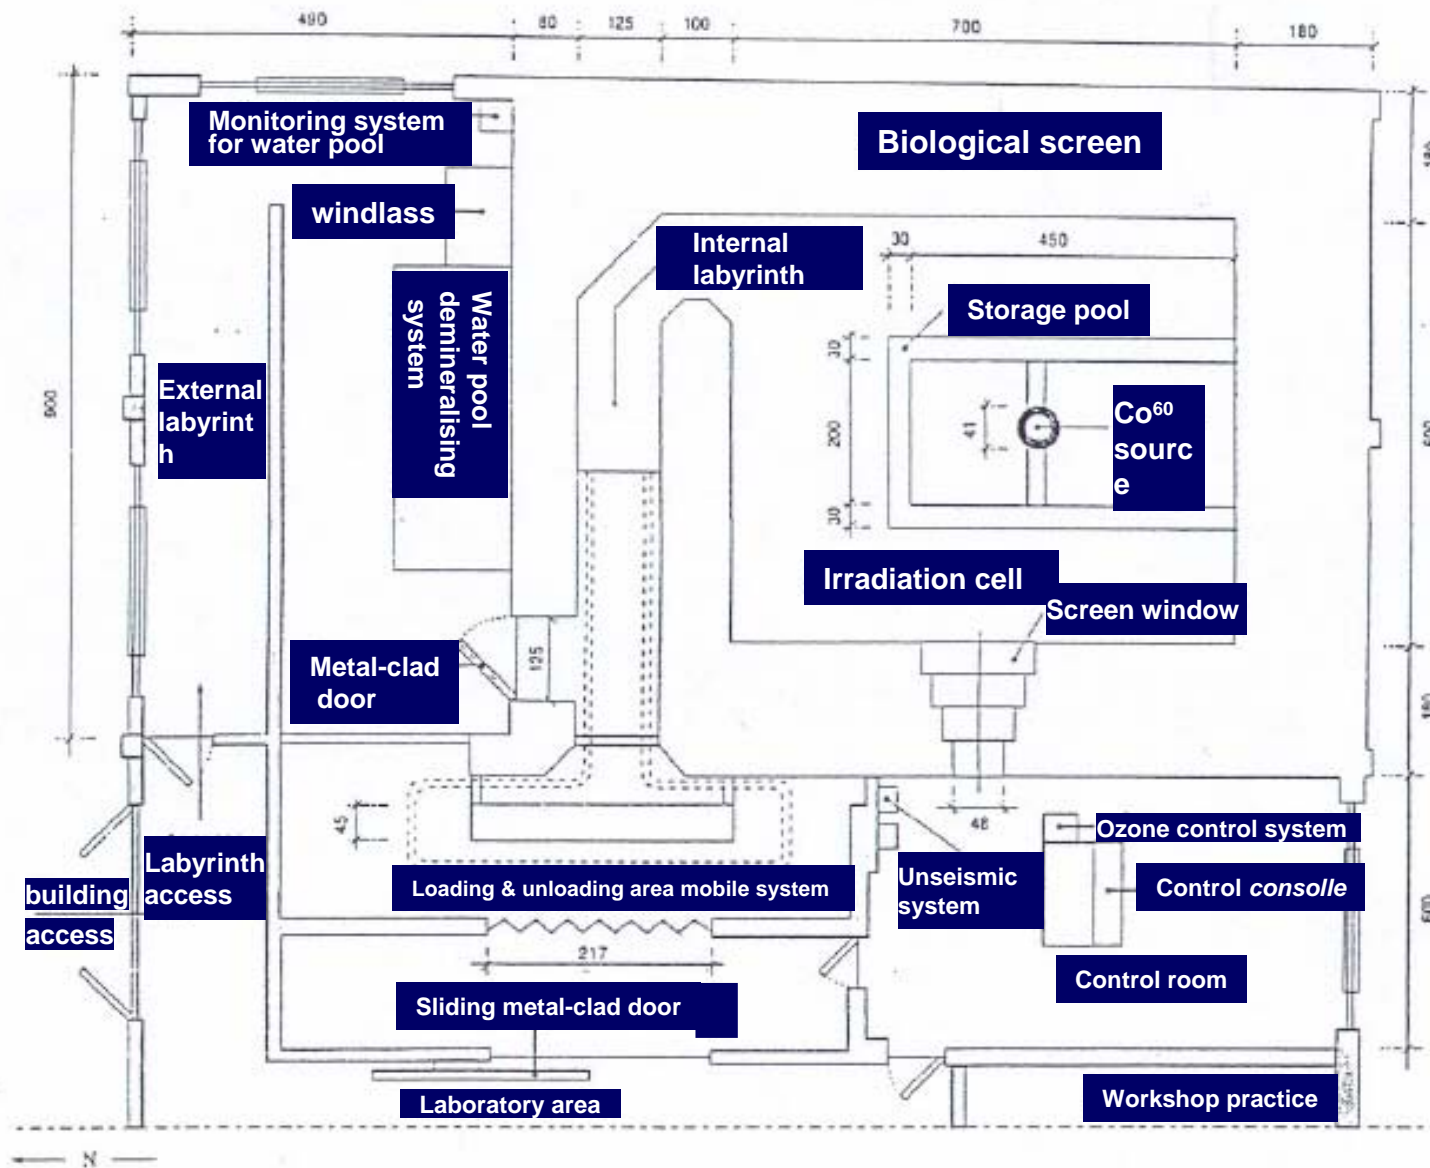 490
80
125
100
700
180
Monitoring system
for water pool
Biological screen
windlass
Internal
labyrinth
30
450
Storage pool
Water pool
demineralising
system
External
labyrint
h
900
30
200
30
41
Co⁶⁰
sourc
e
Irradiation cell
Screen window
Metal-clad
door
125
180
45
48
Ozone control system
Labyrinth
access
building
access
Loading & unloading area mobile system
Unseismic
system
Control consolle
217
Control room
Sliding metal-clad door
Laboratory area
Workshop practice
N